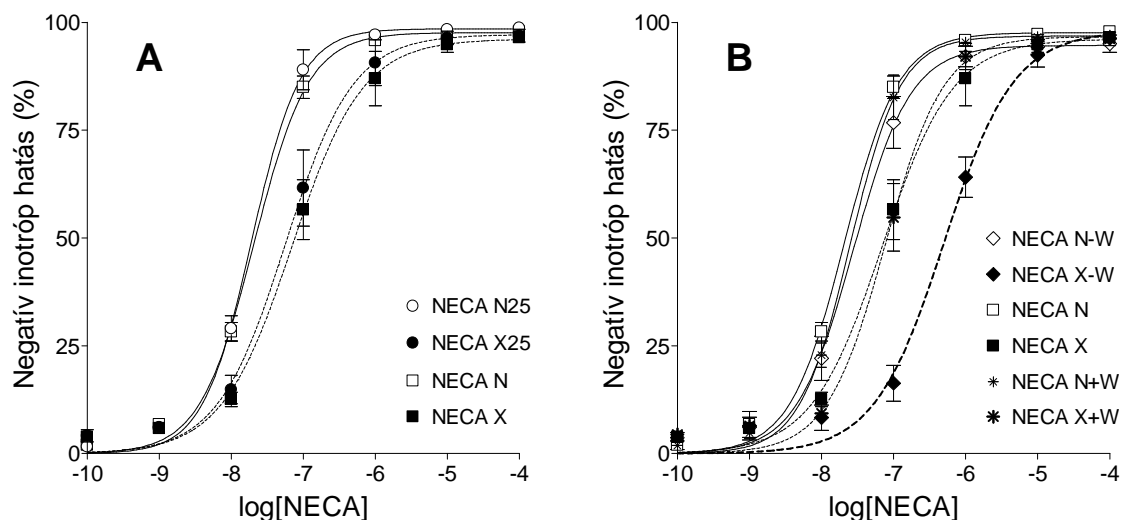 A
Negatív inotróp hatás (%)
100
75
50
25
0
-10 -9 -8 -7 -6 -5 -4
log[NECA]
NECA N25
NECA X25
NECA N
NECA X
B
Negatív inotróp hatás (%)
100
75
50
25
0
-10 -9 -8 -7 -6 -5 -4
log[NECA]
NECA N-W
NECA X-W
NECA N
NECA X
NECA N+W
NECA X+W